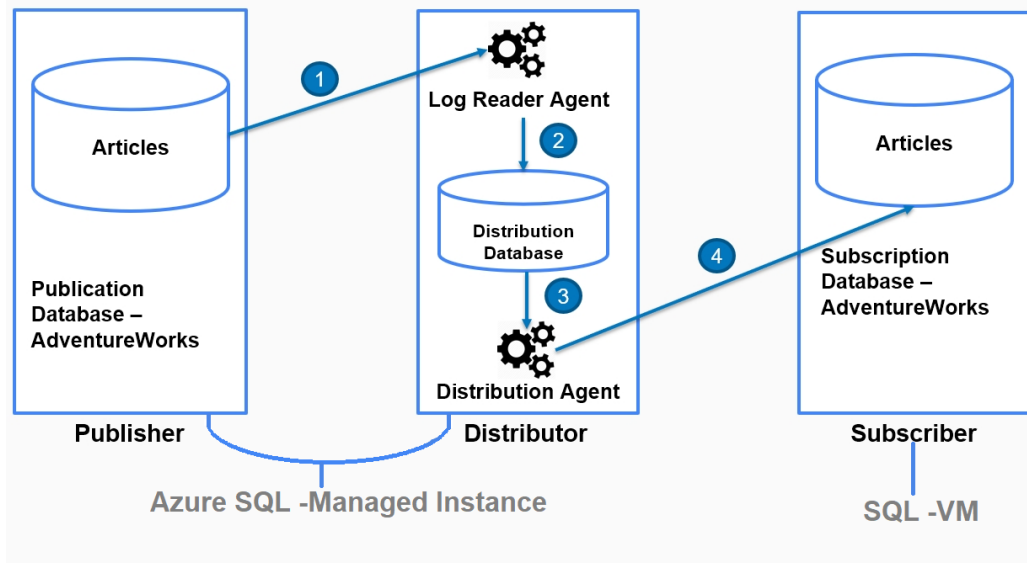 Articles
Publication
Database –
AdventureWorks
Publisher
1
Log Reader Agent
2
Distribution
Database
3
Distribution Agent
Distributor
4
Articles
Subscription
Database –
AdventureWorks
Subscriber
Azure SQL -Managed Instance
SQL -VM